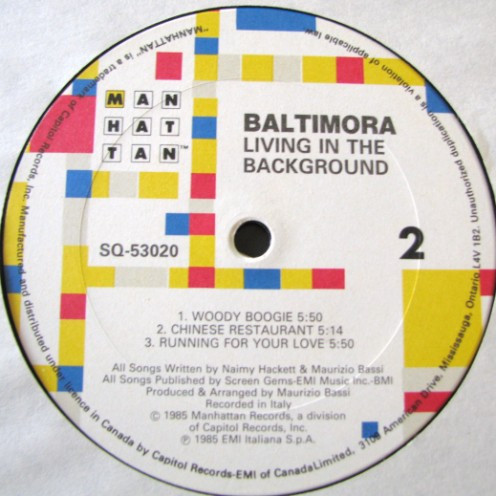 MAN
HAT
TAN™
BALTIMORA
LIVING IN THE
BACKGROUND
SQ-53020
2
1. WOODY BOOGIE 5:50
2. CHINESE RESTAURANT 5:14
3. RUNNING FOR YOUR LOVE 5:50
All Songs Written by Naimy Hackett & Maurizio Bassi
All Songs Published by Screen Gems-EMI Music Inc.-BMI
Produced & Arranged by Maurizio Bassi
Recorded in Italy
© 1985 Manhattan Records, a division
of Capitol Records, Inc.
℗ 1985 EMI Italiana S.p.A.
"MANHATTAN" is a trademark of Capitol Records, Inc. Manufactured and distributed under licence in Canada by Capitol Records-EMI of Canada Limited, 3109 American Drive, Mississauga, Ontario L4V 1B2. Unauthorized duplication is a violation of applicable law.